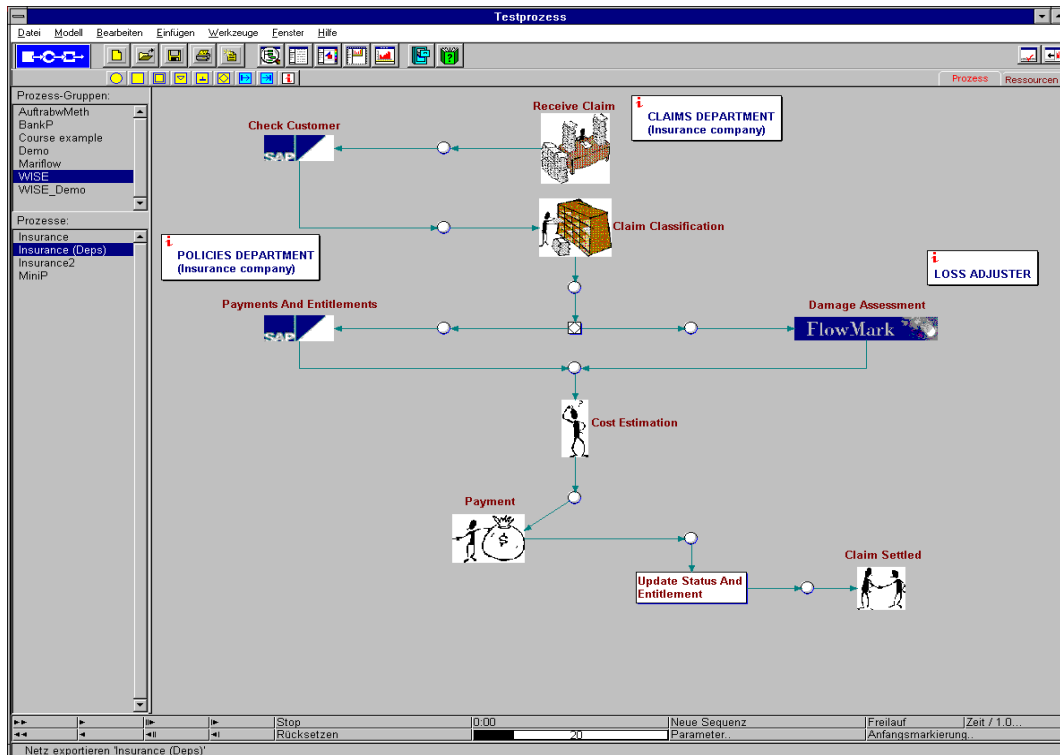 Testprozess
Datei Modell Bearbeiten Einfügen Werkzeuge Fenster Hilfe
Prozess Ressourcen
Prozess-Gruppen:
AuftrabwMeth
BankP
Course example
Demo
Mariflow
WISE
WISE_Demo
Prozesse:
Insurance
Insurance (Deps)
Insurance2
MiniP
Receive Claim
i
CLAIMS DEPARTMENT
(Insurance company)
Check Customer
SAP
Claim Classification
i
POLICIES DEPARTMENT
(Insurance company)
i
LOSS ADJUSTER
Payments And Entitlements
SAP
Damage Assessment
FlowMark
?
Cost Estimation
Payment
$
Claim Settled
Update Status And
Entitlement
Stop 0:00 Neue Sequenz Freilauf Zeit / 1.0...
Rücksetzen 20 Parameter.. Anfangsmarkierung..
Netz exportieren 'Insurance (Deps)'